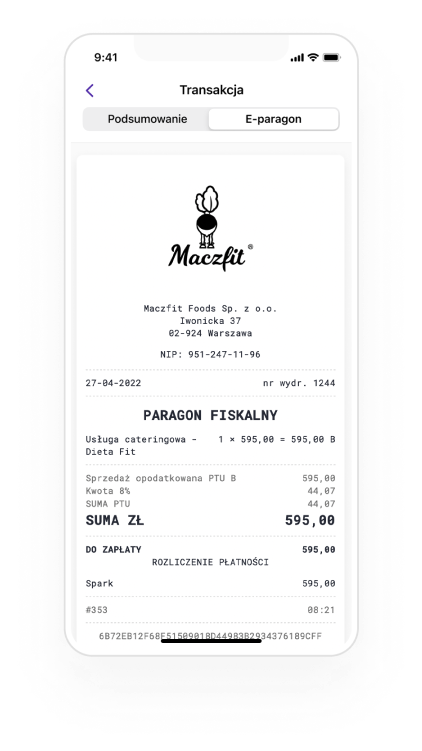 9:41
Transakcja
Podsumowanie E-paragon
Maczfit ®
Maczfit Foods Sp. z o.o.
Iwonicka 37
02-924 Warszawa
NIP: 951-247-11-96
27-04-2022 nr wydr. 1244
PARAGON FISKALNY
Usługa cateringowa – 1 × 595,00 = 595,00 B
Dieta Fit
Sprzedaż opodatkowana PTU B 595,00
Kwota 8% 44,07
SUMA PTU 44,07
SUMA ZŁ 595,00
DO ZAPŁATY 595,00
ROZLICZENIE PŁATNOŚCI
Spark 595,00
#353 08:21